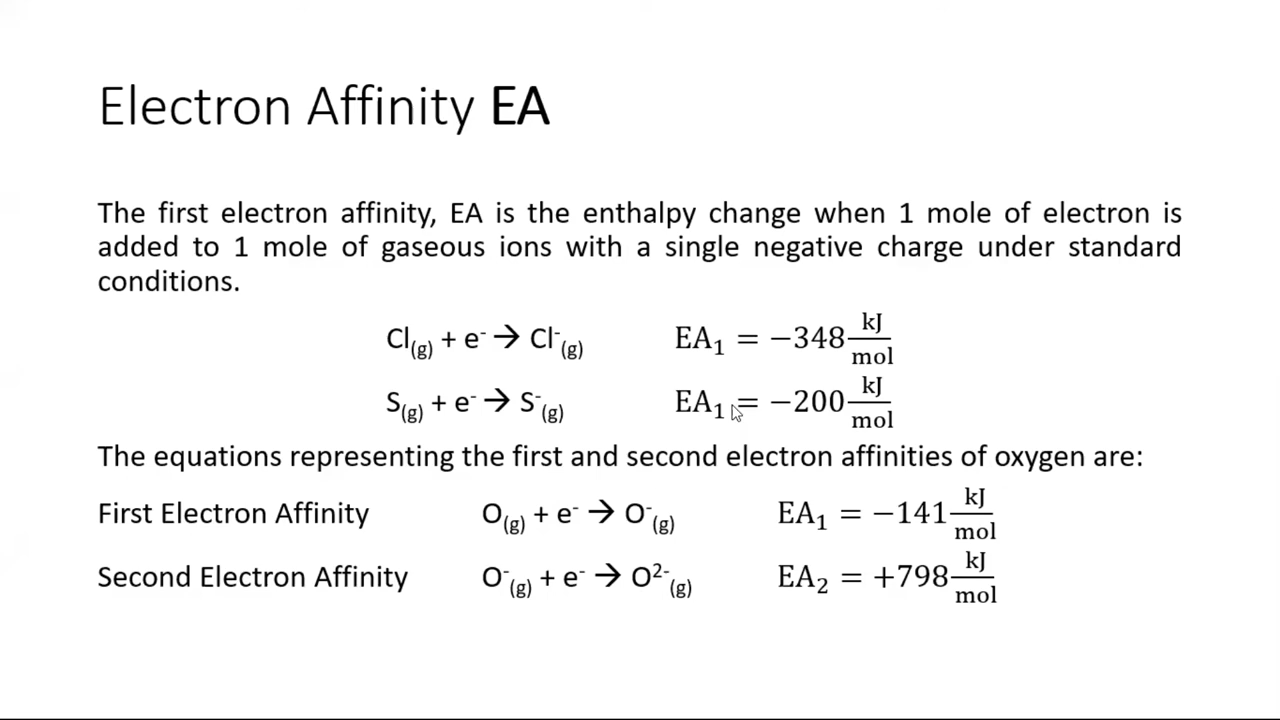 Electron Affinity EA
The first electron affinity, EA is the enthalpy change when 1 mole of electron is
added to 1 mole of gaseous ions with a single negative charge under standard
conditions.
Cl(g) + e⁻ → Cl⁻(g) EA₁ = −348 kJ/mol
S(g) + e⁻ → S⁻(g) EA₁ = −200 kJ/mol
The equations representing the first and second electron affinities of oxygen are:
First Electron Affinity O(g) + e⁻ → O⁻(g) EA₁ = −141 kJ/mol
Second Electron Affinity O⁻(g) + e⁻ → O²⁻(g) EA₂ = +798 kJ/mol